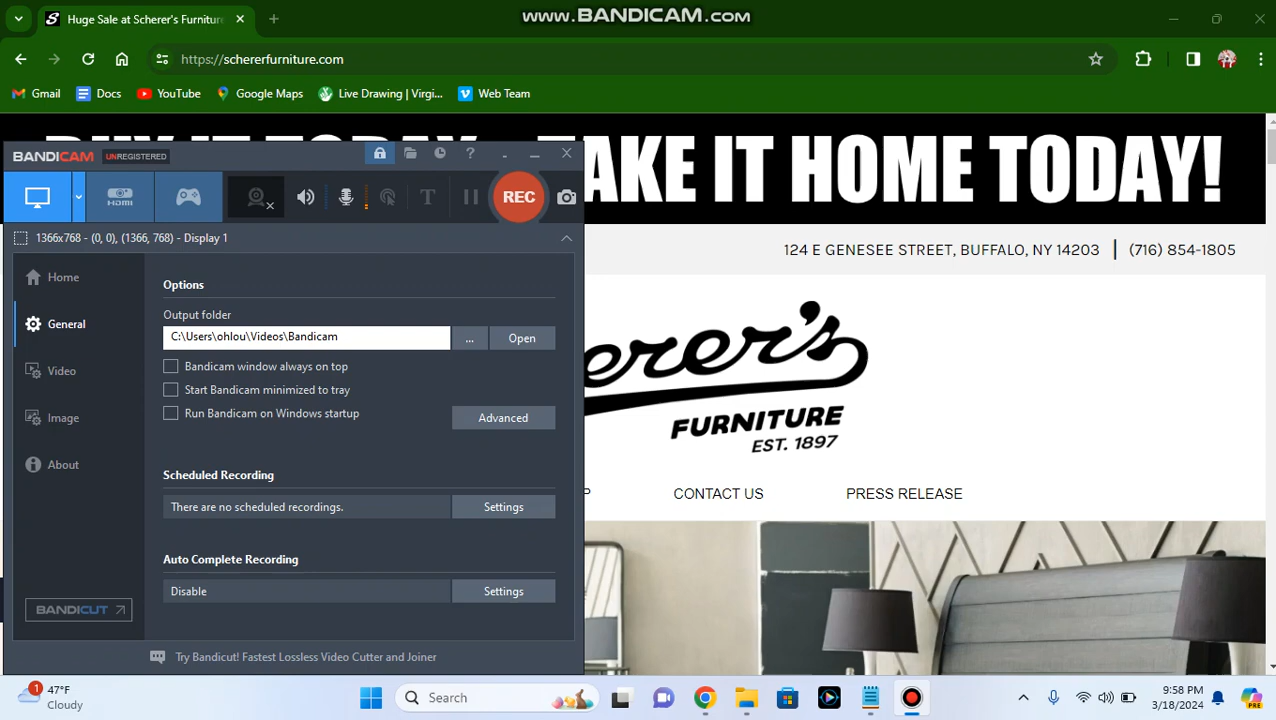 www.BANDICAM.com
Huge Sale at Scherer's Furniture
https://schererfurniture.com
Gmail Docs YouTube Google Maps Live Drawing | Virgi... Web Team
TAKE IT HOME TODAY!
BANDICAM UNREGISTERED
HDMI T REC
1366x768 - (0, 0), (1366, 768) - Display 1
124 E GENESEE STREET, BUFFALO, NY 14203 | (716) 854-1805
Home
General
Video
Image
About
BANDICUT
Options
Output folder
C:\Users\ohlou\Videos\Bandicam ... Open
Bandicam window always on top
Start Bandicam minimized to tray
Run Bandicam on Windows startup
Advanced
Scheduled Recording
There are no scheduled recordings. Settings
Auto Complete Recording
Disable Settings
Try Bandicut! Fastest Lossless Video Cutter and Joiner
FURNITURE
EST. 1897
CONTACT US PRESS RELEASE
1 47°F
Cloudy
Search
9:58 PM
3/18/2024
PRE